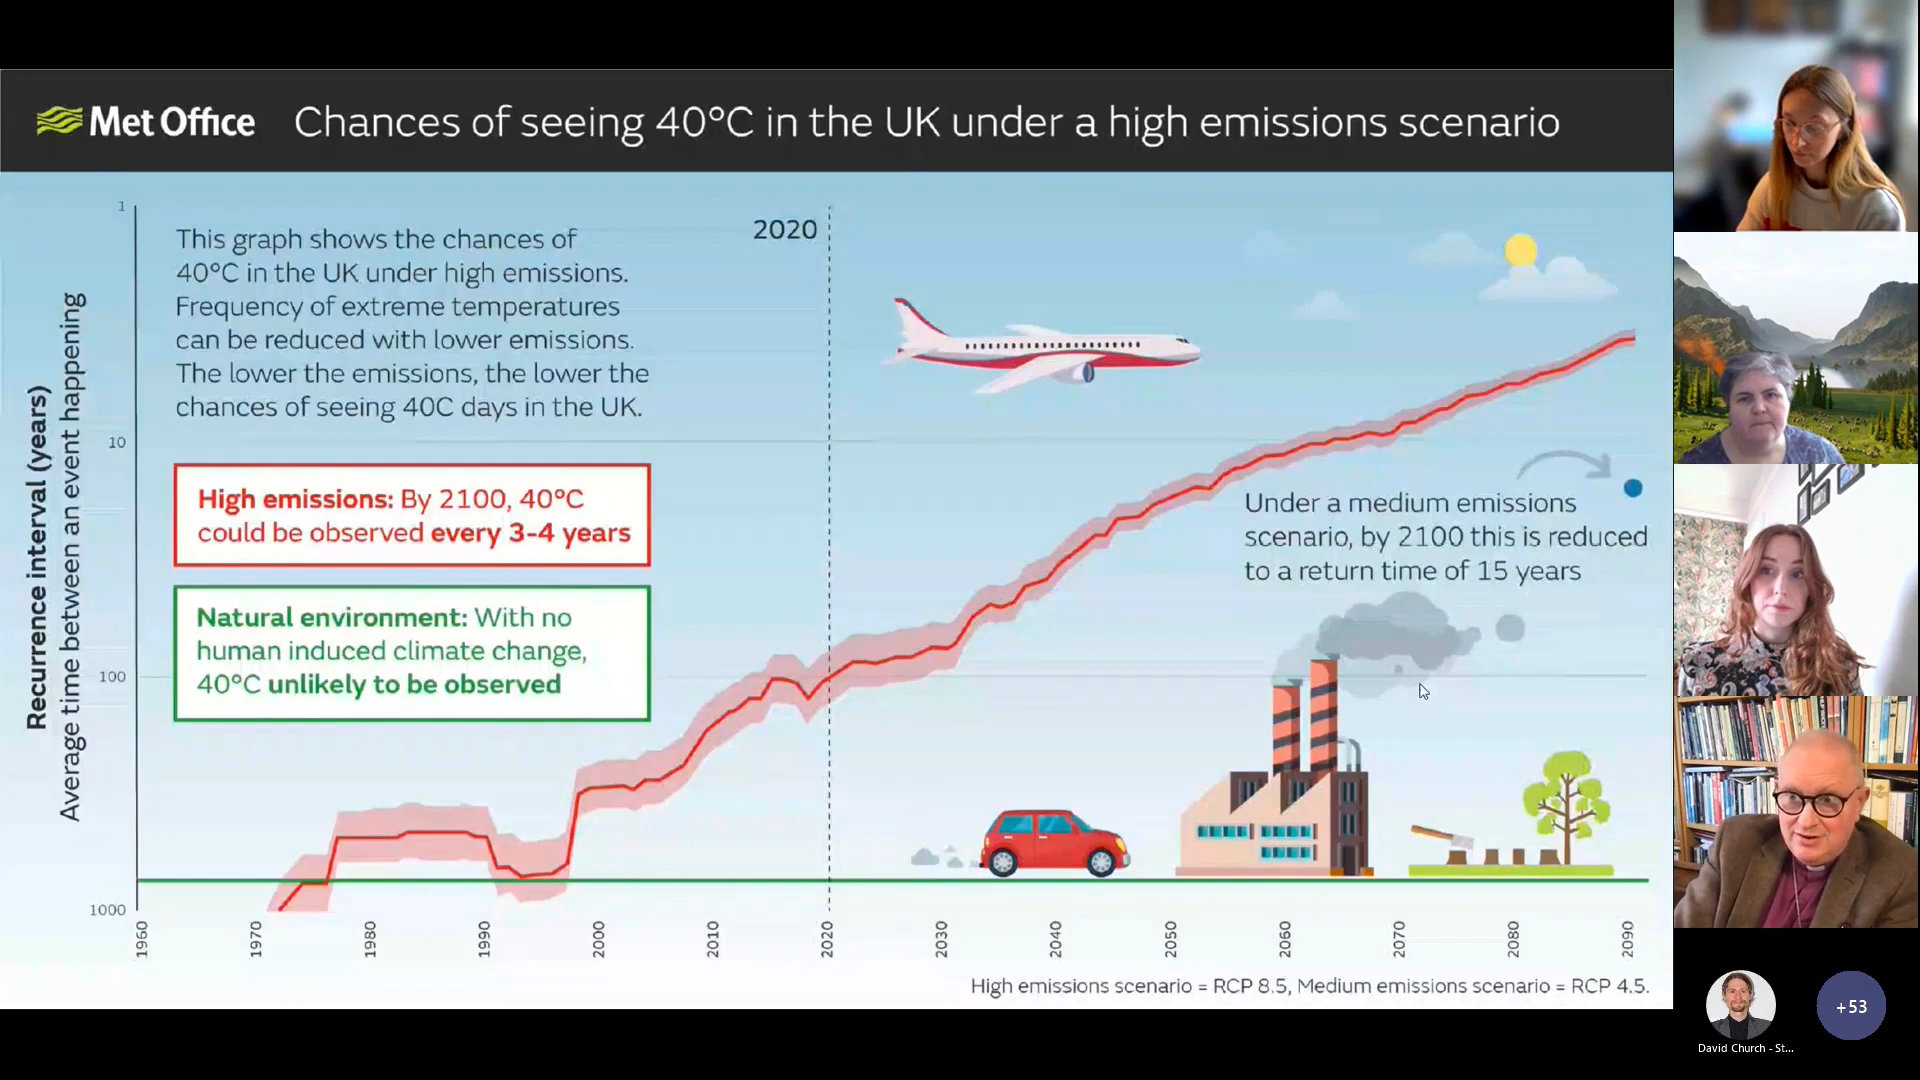 Met Office
Chances of seeing 40°C in the UK under a high emissions scenario
Recurrence interval (years)
Average time between an event happening
1
10
100
1000
This graph shows the chances of
40°C in the UK under high emissions.
Frequency of extreme temperatures
can be reduced with lower emissions.
The lower the emissions, the lower the
chances of seeing 40C days in the UK.
High emissions: By 2100, 40°C
could be observed every 3-4 years
Natural environment: With no
human induced climate change,
40°C unlikely to be observed
2020
Under a medium emissions
scenario, by 2100 this is reduced
to a return time of 15 years
1960
1970
1980
1990
2000
2010
2020
2030
2040
2050
2060
2070
2080
2090
High emissions scenario = RCP 8.5, Medium emissions scenario = RCP 4.5.
David Church - St...
+53